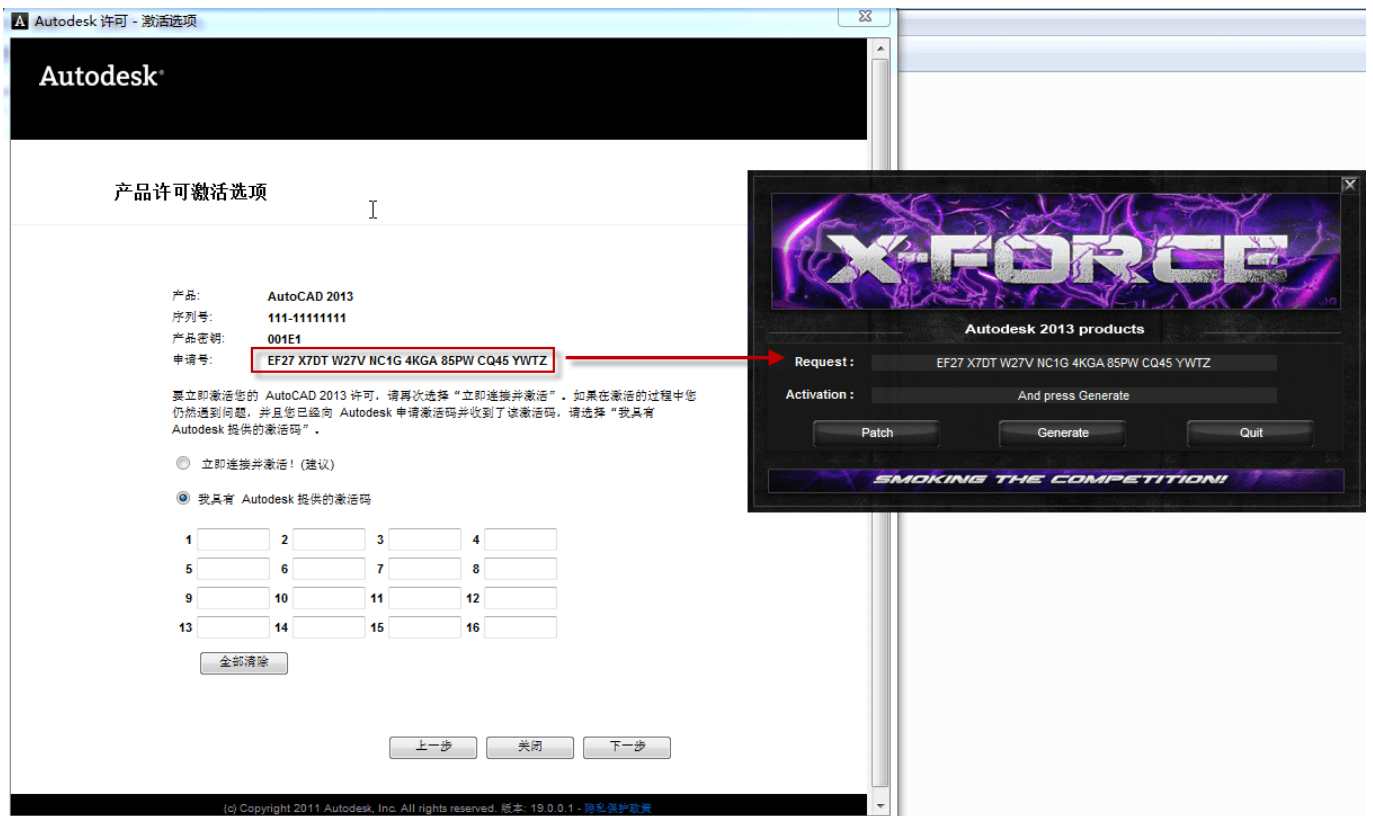 Autodesk 许可 - 激活选项
Autodesk
产品许可激活选项
产品: AutoCAD 2013
序列号: 111-11111111
产品密钥: 001E1
申请号: EF27 X7DT W27V NC1G 4KGA 85PW CQ45 YWTZ
要立即激活您的 AutoCAD 2013 许可，请再次选择“立即连接并激活”。如果在激活的过程中您
仍然遇到问题，并且您已经向 Autodesk 申请激活码并收到了该激活码，请选择“我具有
Autodesk 提供的激活码”。
立即连接并激活! (建议)
我具有 Autodesk 提供的激活码
1 2 3 4
5 6 7 8
9 10 11 12
13 14 15 16
全部清除
上一步 关闭 下一步
(c) Copyright 2011 Autodesk, Inc. All rights reserved. 版本: 19.0.0.1 - 隐私保护政策
X-FORCE
Autodesk 2013 products
Request : EF27 X7DT W27V NC1G 4KGA 85PW CQ45 YWTZ
Activation : And press Generate
Patch Generate Quit
SMOKING THE COMPETITION!